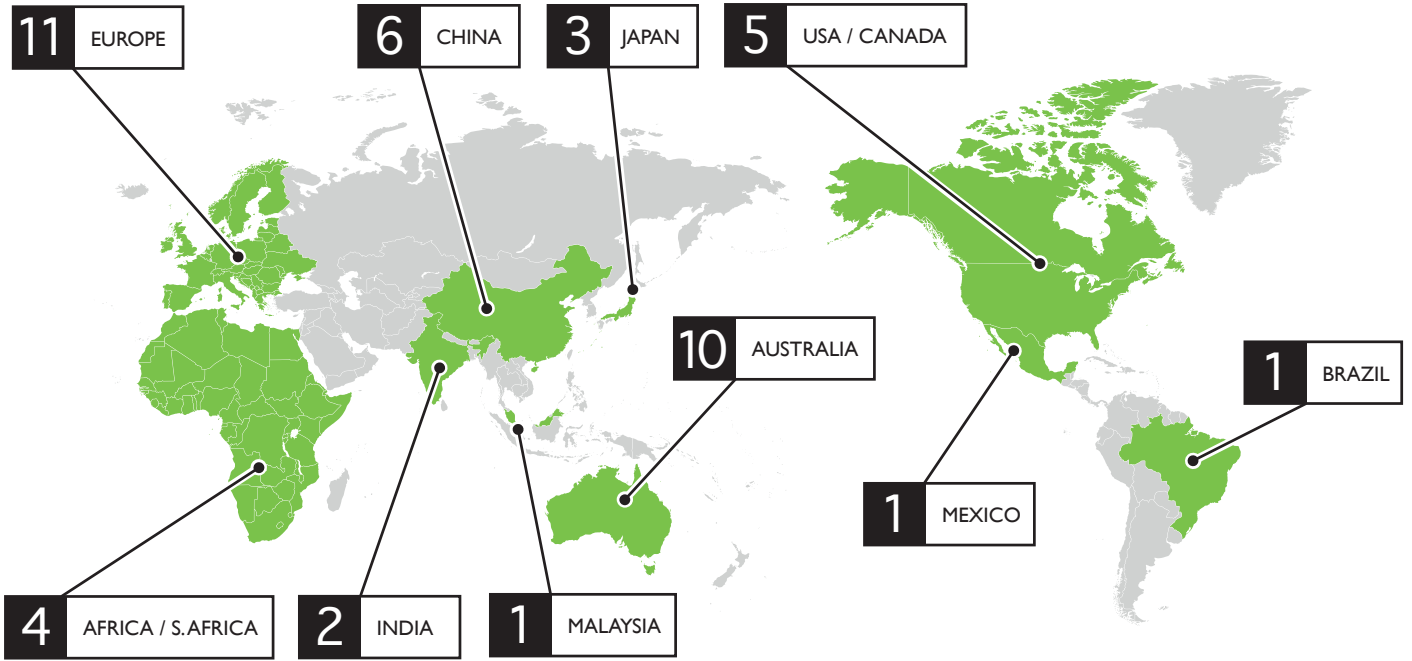 11 EUROPE
6 CHINA
3 JAPAN
5 USA / CANADA
10 AUSTRALIA
1 BRAZIL
1 MEXICO
4 AFRICA / S.AFRICA
2 INDIA
1 MALAYSIA